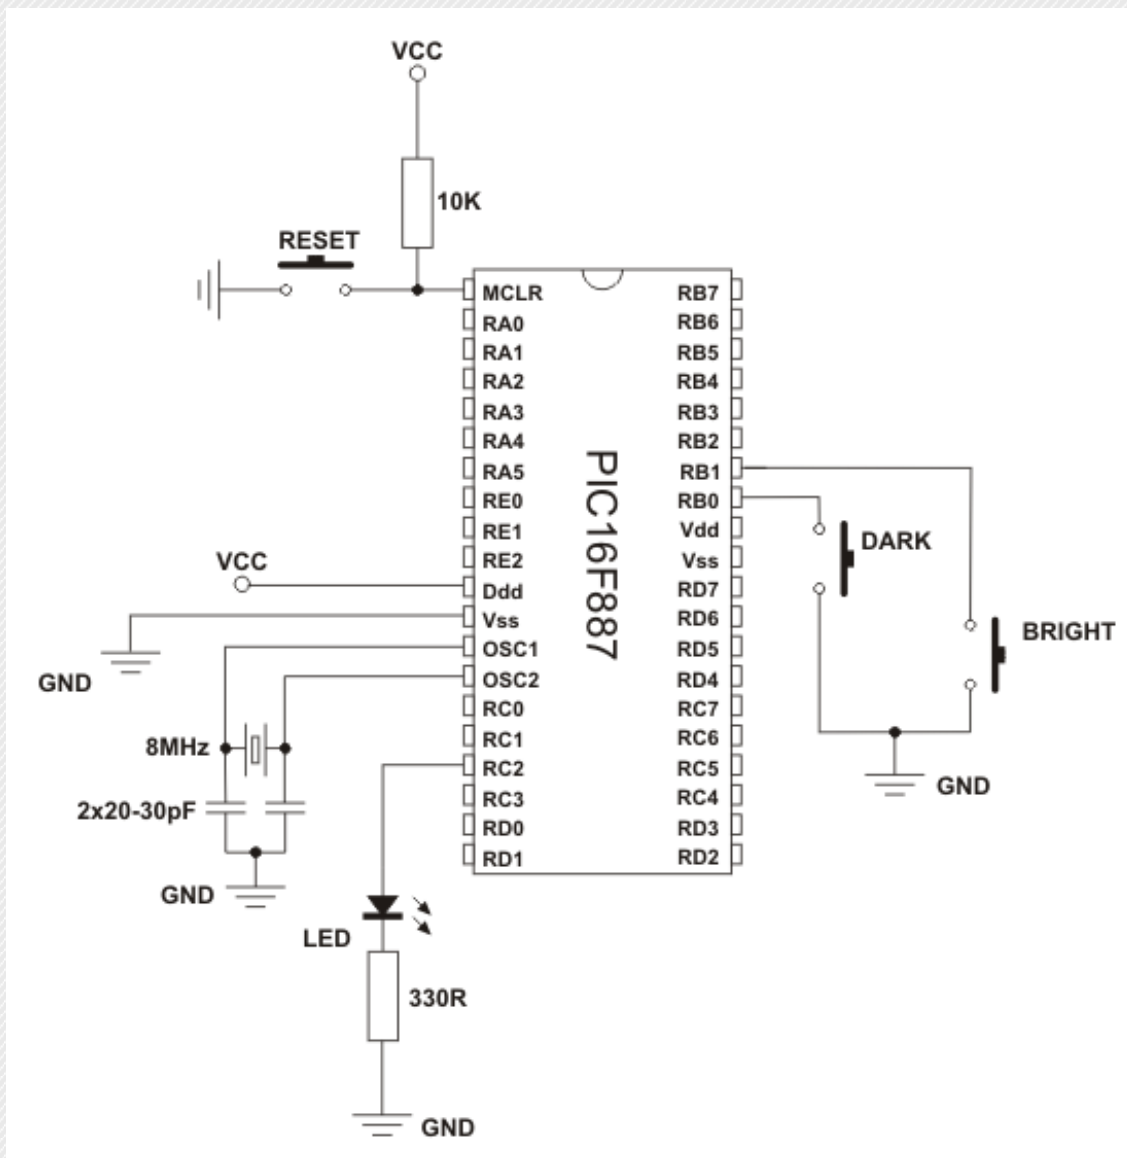 VCC
10K
RESET
MCLR
RA0
RA1
RA2
RA3
RA4
RA5
RE0
RE1
RE2
Ddd
Vss
OSC1
OSC2
RC0
RC1
RC2
RC3
RD0
RD1
PIC16F887
RB7
RB6
RB5
RB4
RB3
RB2
RB1
RB0
Vdd
Vss
RD7
RD6
RD5
RD4
RC7
RC6
RC5
RC4
RD3
RD2
VCC
GND
8MHz
2x20-30pF
GND
LED
330R
GND
DARK
BRIGHT
GND